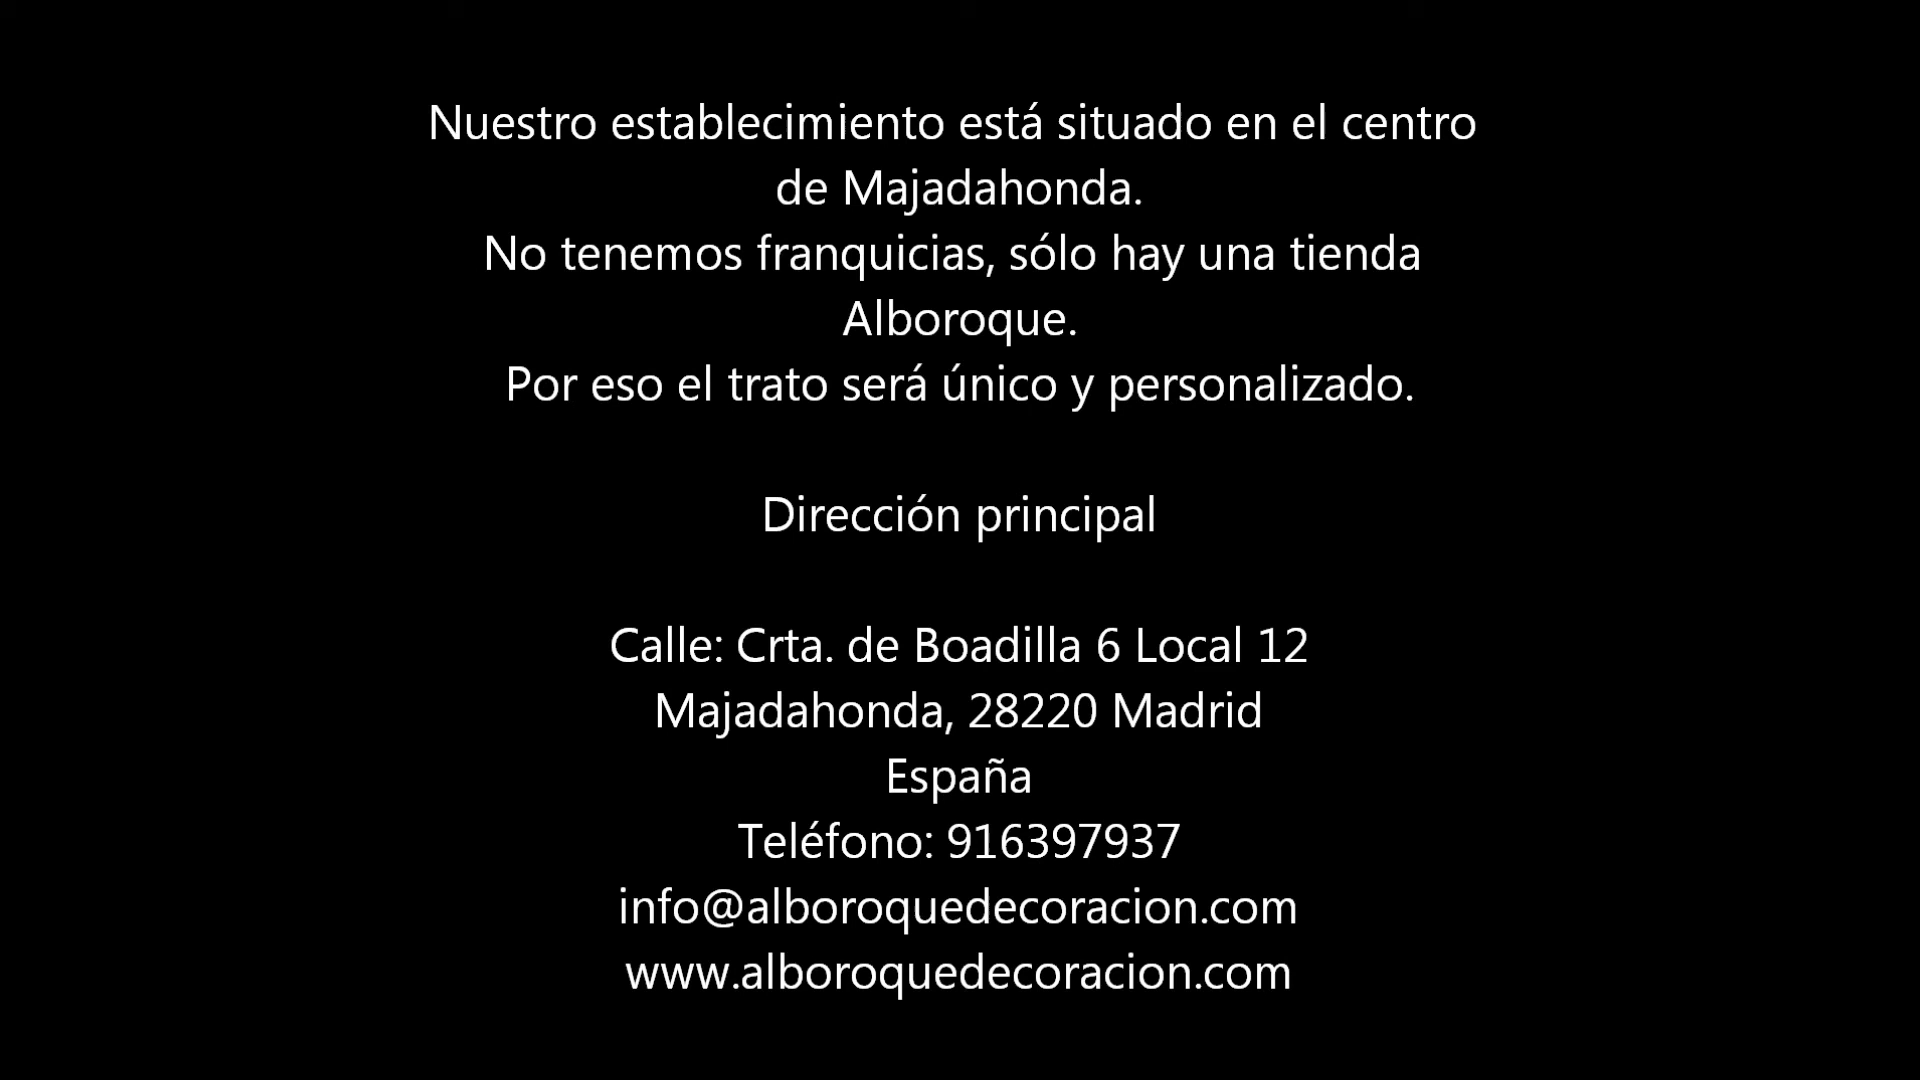 Nuestro establecimiento está situado en el centro
de Majadahonda.
No tenemos franquicias, sólo hay una tienda
Alboroque.
Por eso el trato será único y personalizado.
Dirección principal
Calle: Crta. de Boadilla 6 Local 12
Majadahonda, 28220 Madrid
España
Teléfono: 916397937
info@alboroquedecoracion.com
www.alboroquedecoracion.com